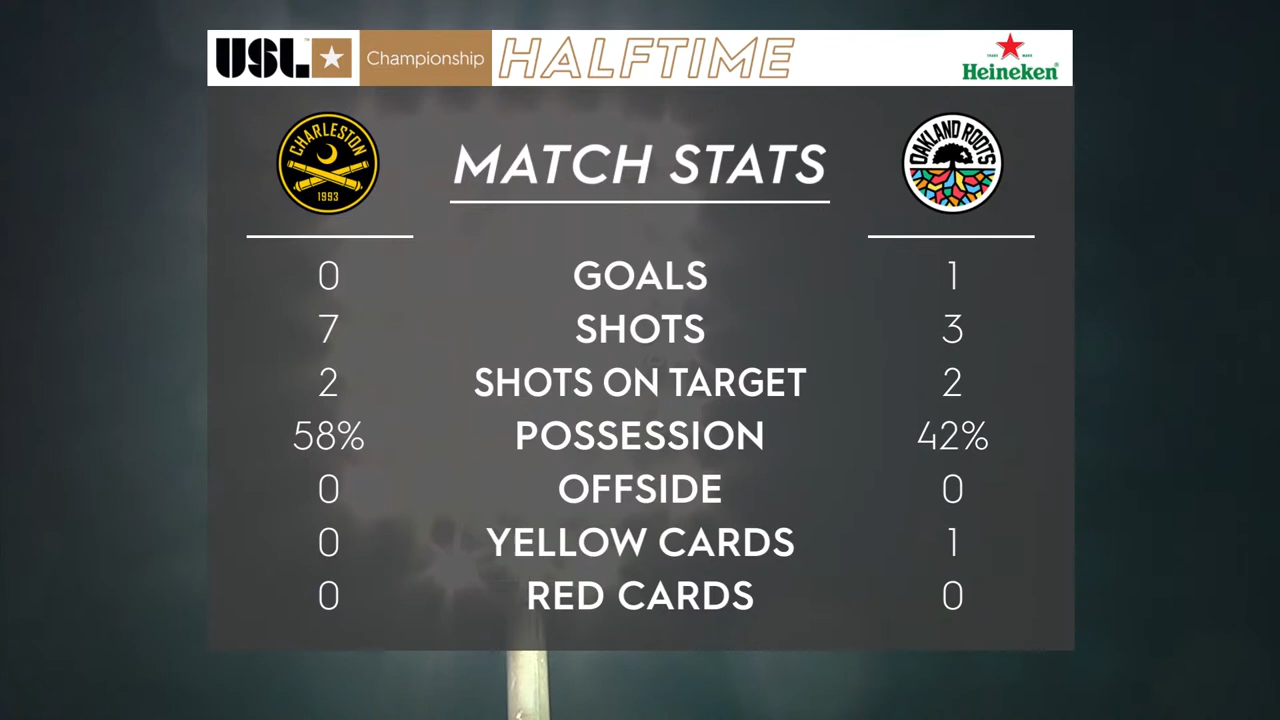 USL Championship HALFTIME TRADE MARK Heineken®
CHARLESTON
1993
MATCH STATS
OAKLAND ROOTS
0 GOALS 1
7 SHOTS 3
2 SHOTS ON TARGET 2
58% POSSESSION 42%
0 OFFSIDE 0
0 YELLOW CARDS 1
0 RED CARDS 0